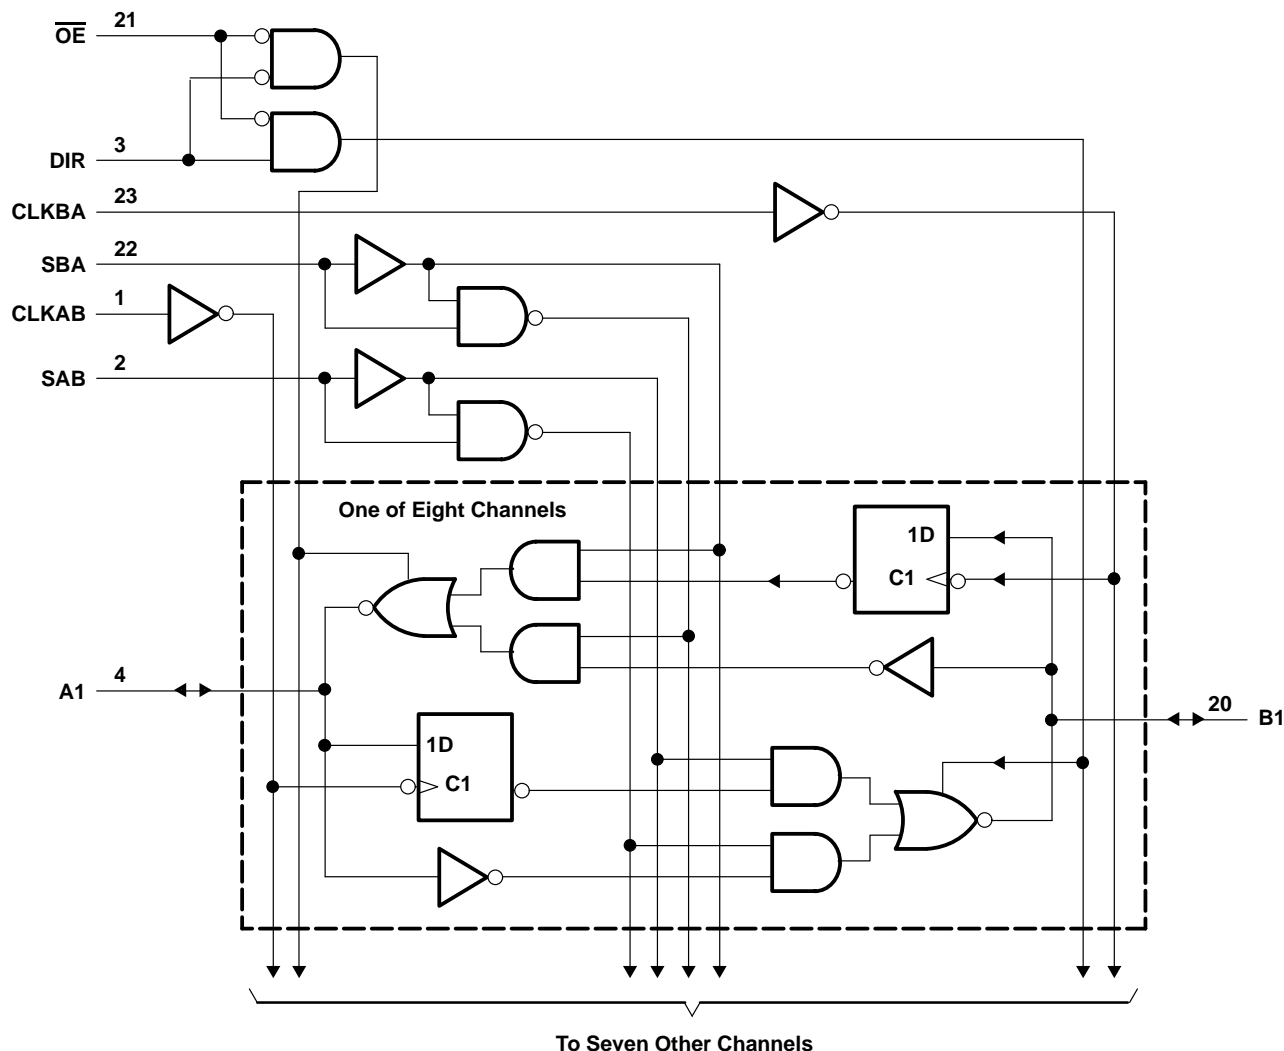 OE 21
DIR 3
CLKBA 23
SBA 22
CLKAB 1
SAB 2
One of Eight Channels
1D
C1
A1 4
20 B1
1D
C1
To Seven Other Channels